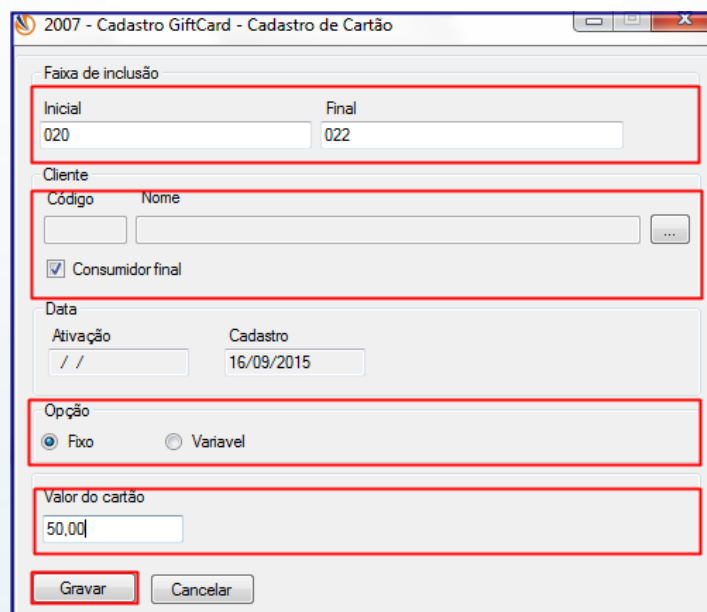 2007 - Cadastro GiftCard - Cadastro de Cartão
Faixa de inclusão
Inicial Final
020 022
Cliente
Código Nome
...
Consumidor final
Data
Ativação Cadastro
/ / 16/09/2015
Opção
Fixo Variavel
Valor do cartão
50,00
Gravar Cancelar